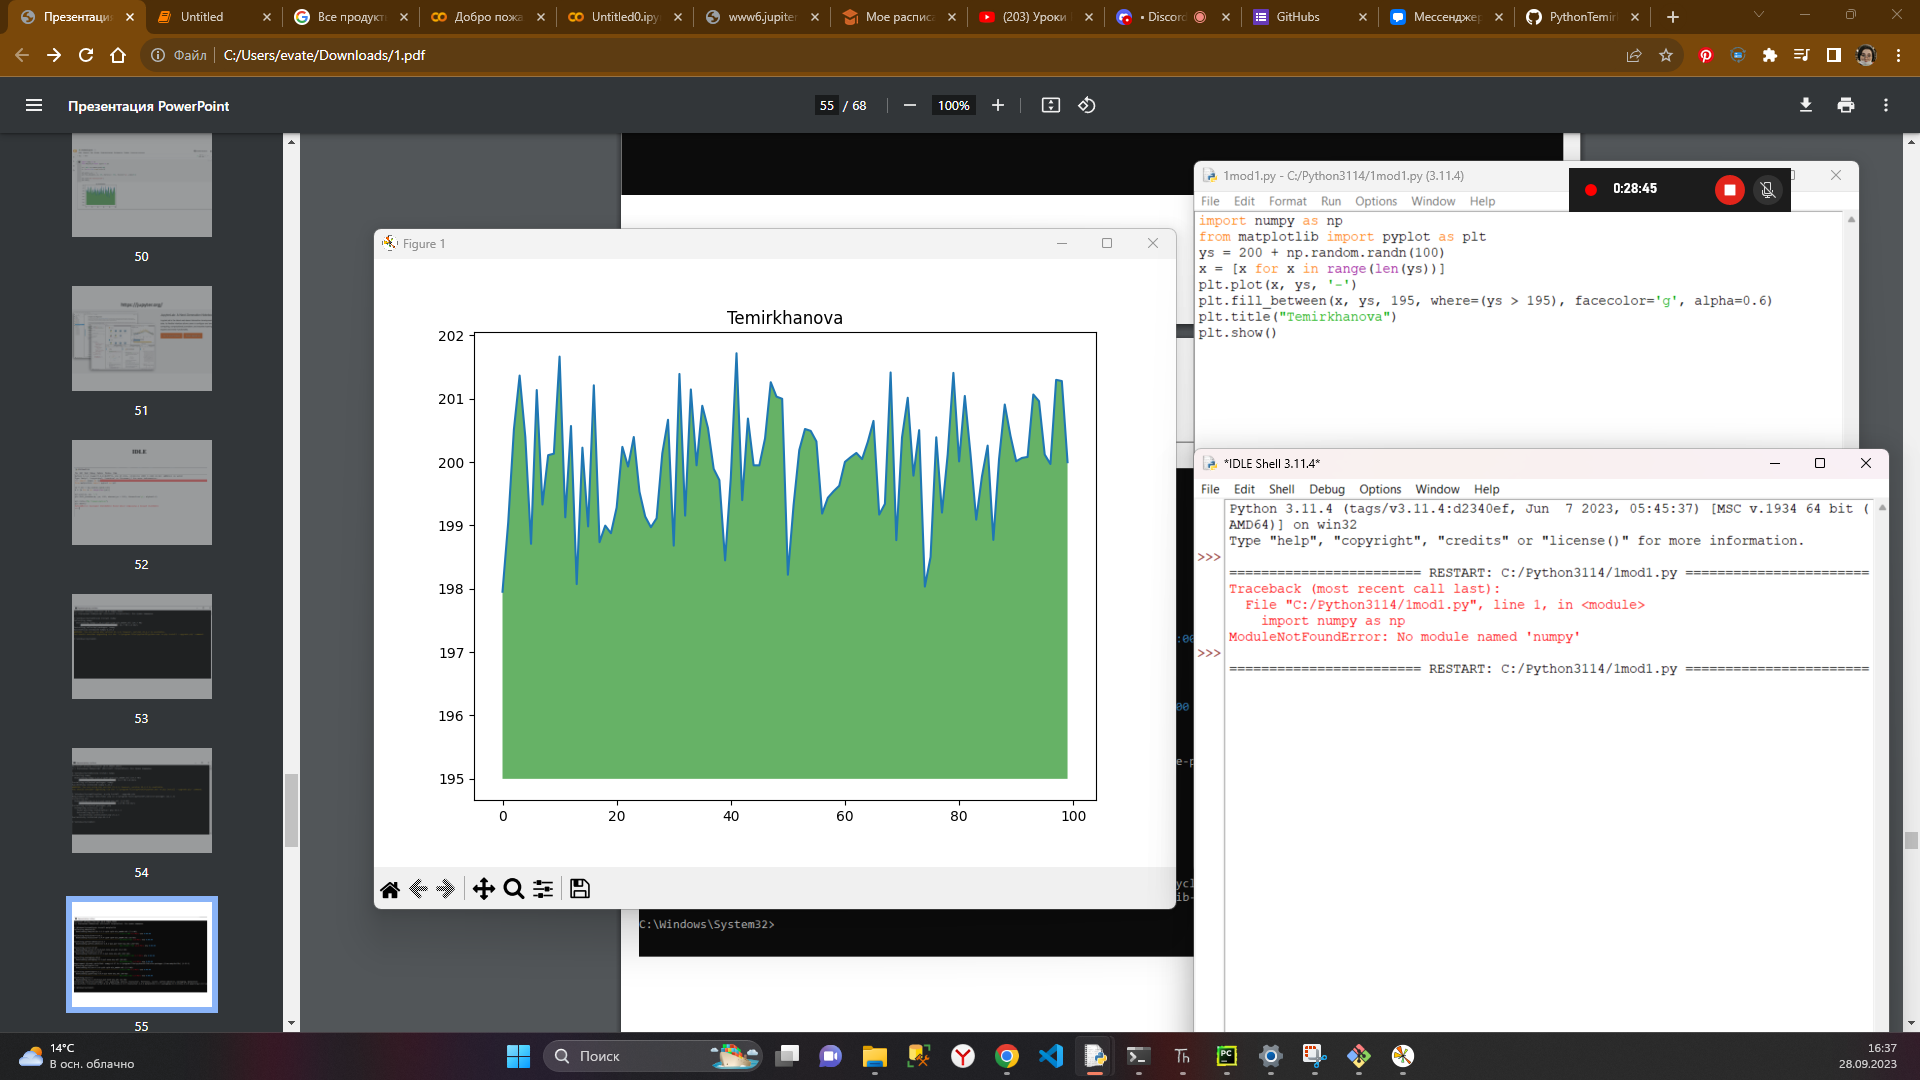 Презентаци
Untitled
Все продукт
Добро пожа
Untitled0.ipy
www6.jupiter
Мое распис
(203) Уроки
• Discord
GitHubs
Мессендже
PythonTemir
Файл
C:/Users/evate/Downloads/1.pdf
Презентация PowerPoint
55 / 68
100%
50
51
IDLE
52
53
54
55
Figure 1
Temirkhanova
202
201
200
199
198
197
196
195
0
20
40
60
80
100
C:\Windows\System32>
1mod1.py - C:/Python3114/1mod1.py (3.11.4)
0:28:45
File Edit Format Run Options Window Help
import numpy as np
from matplotlib import pyplot as plt
ys = 200 + np.random.randn(100)
x = [x for x in range(len(ys))]
plt.plot(x, ys, '-')
plt.fill_between(x, ys, 195, where=(ys > 195), facecolor='g', alpha=0.6)
plt.title("Temirkhanova")
plt.show()
*IDLE Shell 3.11.4*
File Edit Shell Debug Options Window Help
Python 3.11.4 (tags/v3.11.4:d2340ef, Jun  7 2023, 05:45:37) [MSC v.1934 64 bit (
AMD64)] on win32
Type "help", "copyright", "credits" or "license()" for more information.
>>>
======================== RESTART: C:/Python3114/1mod1.py =======================
Traceback (most recent call last):
  File "C:/Python3114/1mod1.py", line 1, in <module>
    import numpy as np
ModuleNotFoundError: No module named 'numpy'
>>>
======================== RESTART: C:/Python3114/1mod1.py =======================
14°C
В осн. облачно
Поиск
16:37
28.09.2023